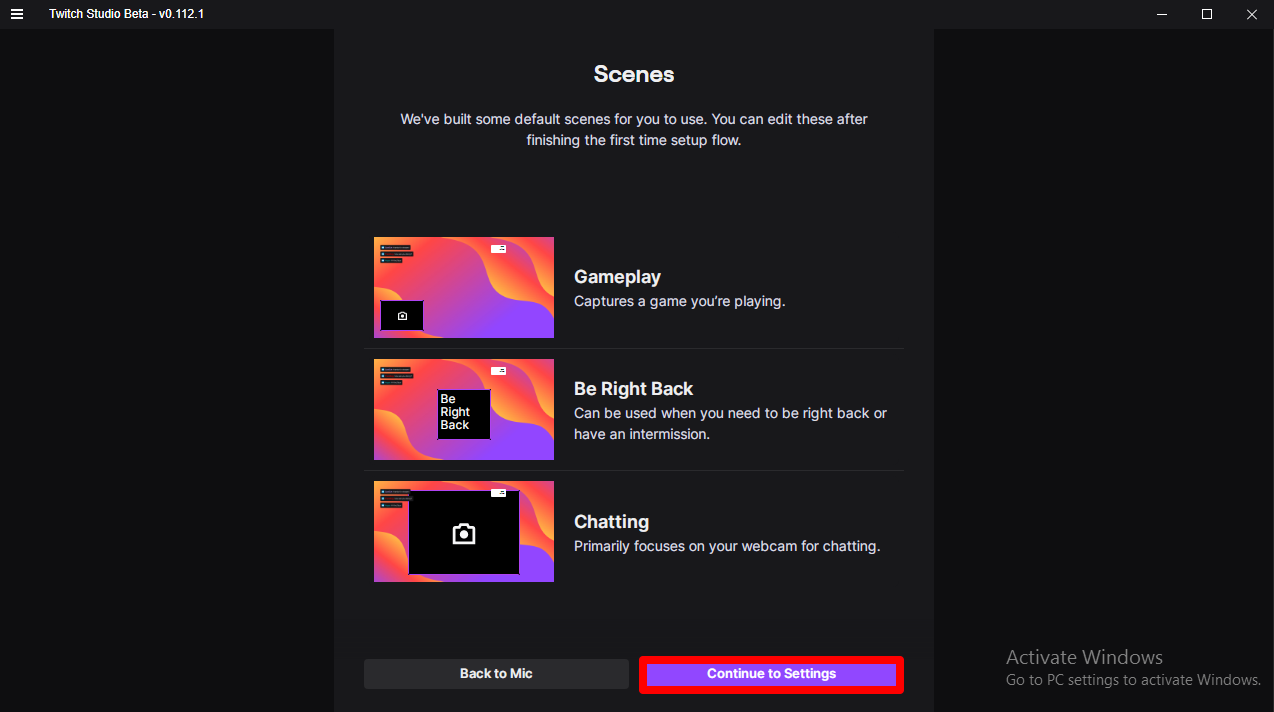 Twitch Studio Beta - v0.112.1
Scenes
We've built some default scenes for you to use. You can edit these after
finishing the first time setup flow.
Gameplay
Captures a game you’re playing.
Be
Right
Back
Be Right Back
Can be used when you need to be right back or
have an intermission.
Chatting
Primarily focuses on your webcam for chatting.
Back to Mic
Continue to Settings
Activate Windows
Go to PC settings to activate Windows.